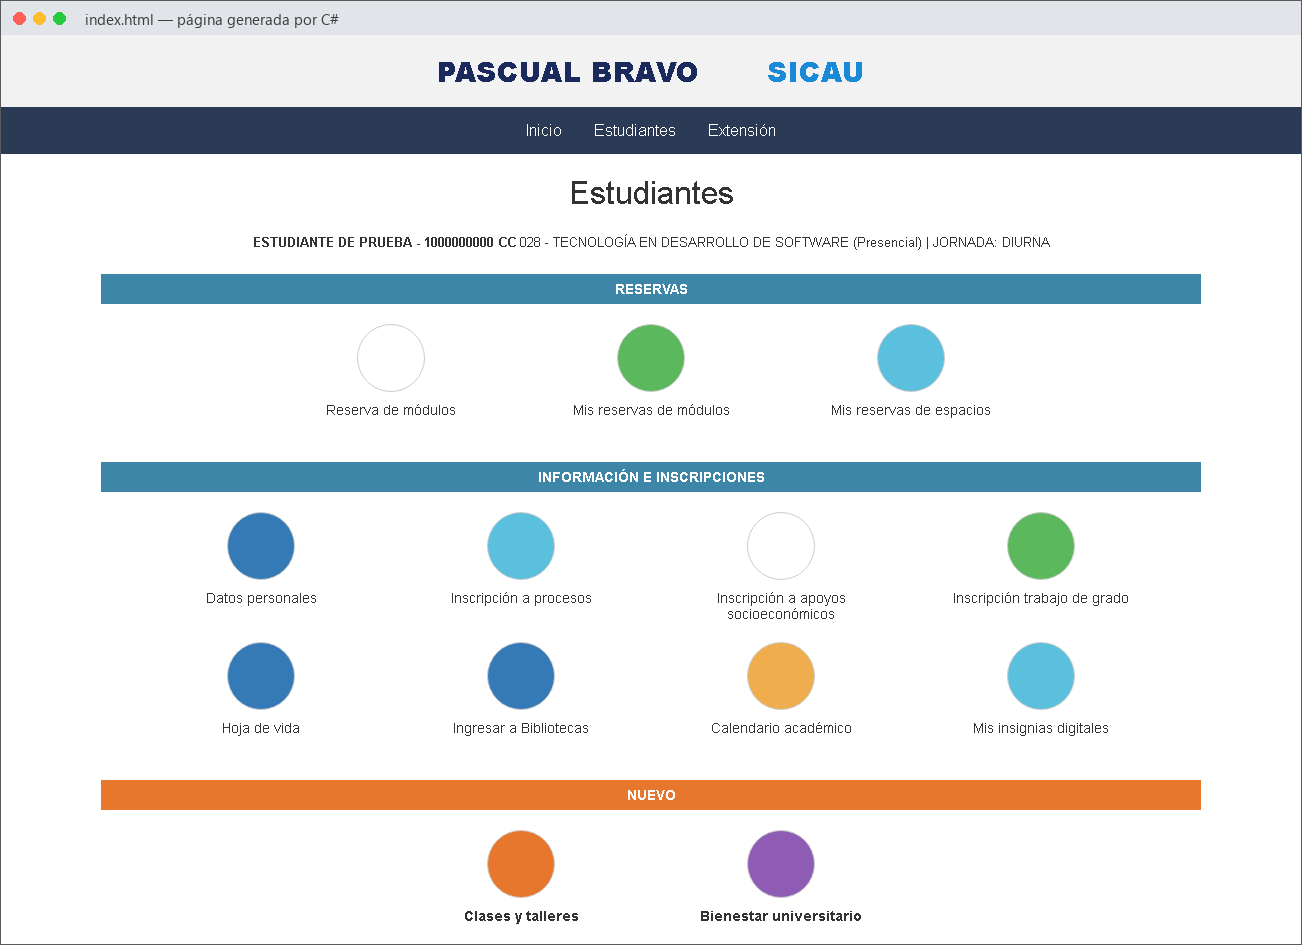 index.html — página generada por C#
PASCUAL BRAVO SICAU
Inicio Estudiantes Extensión
Estudiantes
ESTUDIANTE DE PRUEBA - 1000000000 CC 028 - TECNOLOGÍA EN DESARROLLO DE SOFTWARE (Presencial) | JORNADA: DIURNA
RESERVAS
Reserva de módulos Mis reservas de módulos Mis reservas de espacios
INFORMACIÓN E INSCRIPCIONES
Datos personales Inscripción a procesos Inscripción a apoyos Inscripción trabajo de grado
socioeconómicos
Hoja de vida Ingresar a Bibliotecas Calendario académico Mis insignias digitales
NUEVO
Clases y talleres Bienestar universitario